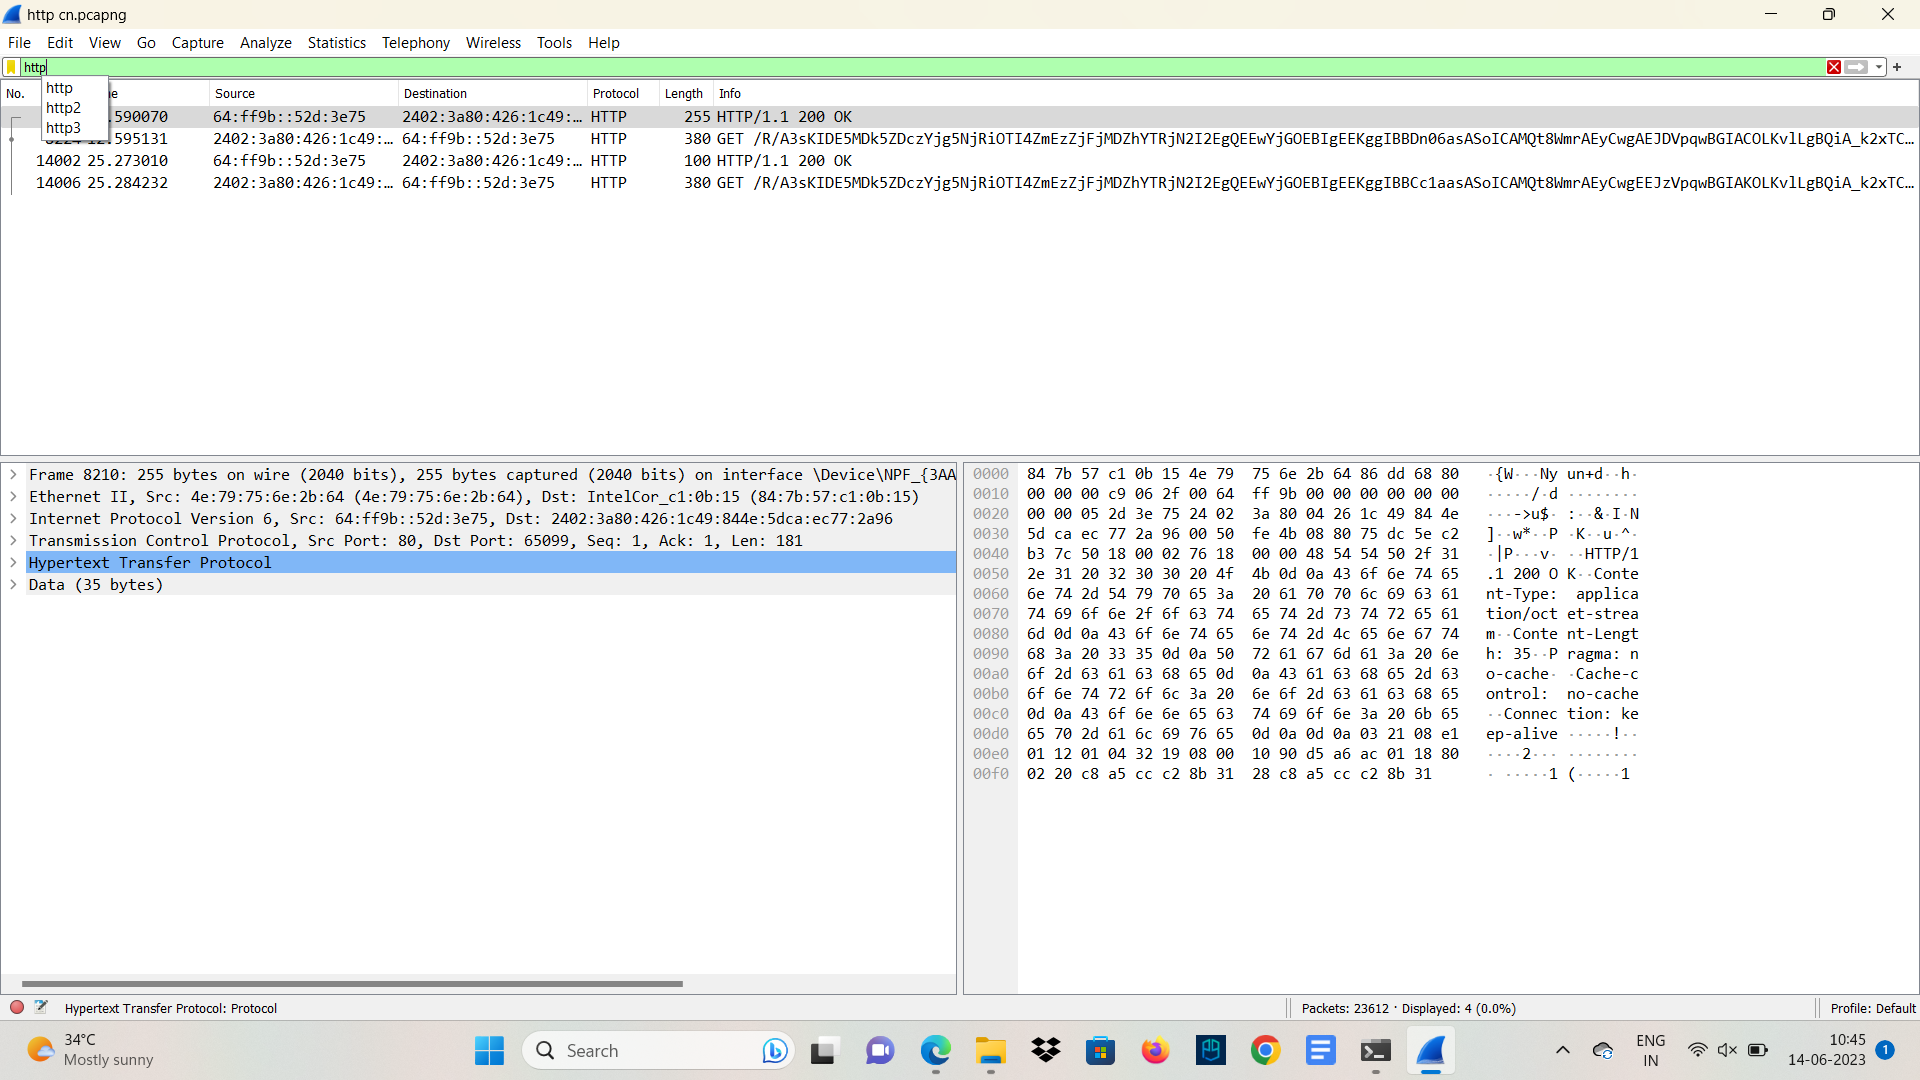 http cn.pcapng
File Edit View Go Capture Analyze Statistics Telephony Wireless Tools Help
http
http
http2
http3
No. Source Destination Protocol Length Info
.590070 64:ff9b::52d:3e75 2402:3a80:426:1c49:… HTTP 255 HTTP/1.1 200 OK
.595131 2402:3a80:426:1c49:… 64:ff9b::52d:3e75 HTTP 380 GET /R/A3sKIDE5MDk5ZDczYjg5NjRiOTI4ZmEzZjFjMDZhYTRjN2I2EgQEEwYjGOEBIgEEKggIBBDn06asASoICAMQt8WmrAEyCwgAEJDVpqwBGIACOLKvlLgBQiA_k2xTC…
14002 25.273010 64:ff9b::52d:3e75 2402:3a80:426:1c49:… HTTP 100 HTTP/1.1 200 OK
14006 25.284232 2402:3a80:426:1c49:… 64:ff9b::52d:3e75 HTTP 380 GET /R/A3sKIDE5MDk5ZDczYjg5NjRiOTI4ZmEzZjFjMDZhYTRjN2I2EgQEEwYjGOEBIgEEKggIBBCc1aasASoICAMQt8WmrAEyCwgEEJzVpqwBGIAKOLKvlLgBQiA_k2xTC…
Frame 8210: 255 bytes on wire (2040 bits), 255 bytes captured (2040 bits) on interface \Device\NPF_{3AA
Ethernet II, Src: 4e:79:75:6e:2b:64 (4e:79:75:6e:2b:64), Dst: IntelCor_c1:0b:15 (84:7b:57:c1:0b:15)
Internet Protocol Version 6, Src: 64:ff9b::52d:3e75, Dst: 2402:3a80:426:1c49:844e:5dca:ec77:2a96
Transmission Control Protocol, Src Port: 80, Dst Port: 65099, Seq: 1, Ack: 1, Len: 181
Hypertext Transfer Protocol
Data (35 bytes)
0000 84 7b 57 c1 0b 15 4e 79 75 6e 2b 64 86 dd 68 80 ·{W···Ny un+d··h·
0010 00 00 00 c9 06 2f 00 64 ff 9b 00 00 00 00 00 00 ·····/·d ········
0020 00 00 05 2d 3e 75 24 02 3a 80 04 26 1c 49 84 4e ···->u$· :··&·I·N
0030 5d ca ec 77 2a 96 00 50 fe 4b 08 80 75 dc 5e c2 ]··w*··P ·K··u·^·
0040 b3 7c 50 18 00 02 76 18 00 00 48 54 54 50 2f 31 ·|P···v· ··HTTP/1
0050 2e 31 20 32 30 30 20 4f 4b 0d 0a 43 6f 6e 74 65 .1 200 O K··Conte
0060 6e 74 2d 54 79 70 65 3a 20 61 70 70 6c 69 63 61 nt-Type: applica
0070 74 69 6f 6e 2f 6f 63 74 65 74 2d 73 74 72 65 61 tion/oct et-strea
0080 6d 0d 0a 43 6f 6e 74 65 6e 74 2d 4c 65 6e 67 74 m··Conte nt-Lengt
0090 68 3a 20 33 35 0d 0a 50 72 61 67 6d 61 3a 20 6e h: 35··P ragma: n
00a0 6f 2d 63 61 63 68 65 0d 0a 43 61 63 68 65 2d 63 o-cache· ·Cache-c
00b0 6f 6e 74 72 6f 6c 3a 20 6e 6f 2d 63 61 63 68 65 ontrol: no-cache
00c0 0d 0a 43 6f 6e 6e 65 63 74 69 6f 6e 3a 20 6b 65 ··Connec tion: ke
00d0 65 70 2d 61 6c 69 76 65 0d 0a 0d 0a 03 21 08 e1 ep-alive ·····!··
00e0 01 12 01 04 32 19 08 00 10 90 d5 a6 ac 01 18 80 ····2··· ········
00f0 02 20 c8 a5 cc c2 8b 31 28 c8 a5 cc c2 8b 31 · ·····1 (·····1
Hypertext Transfer Protocol: Protocol
Packets: 23612 · Displayed: 4 (0.0%)
Profile: Default
34°C
Mostly sunny
Search
ENG
IN
10:45
14-06-2023
1